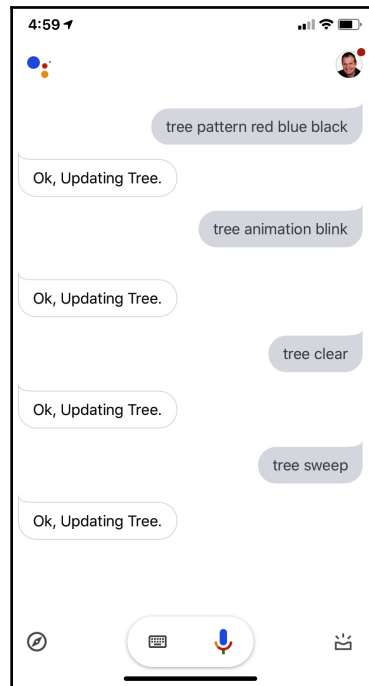 4:59
tree pattern red blue black
Ok, Updating Tree.
tree animation blink
Ok, Updating Tree.
tree clear
Ok, Updating Tree.
tree sweep
Ok, Updating Tree.